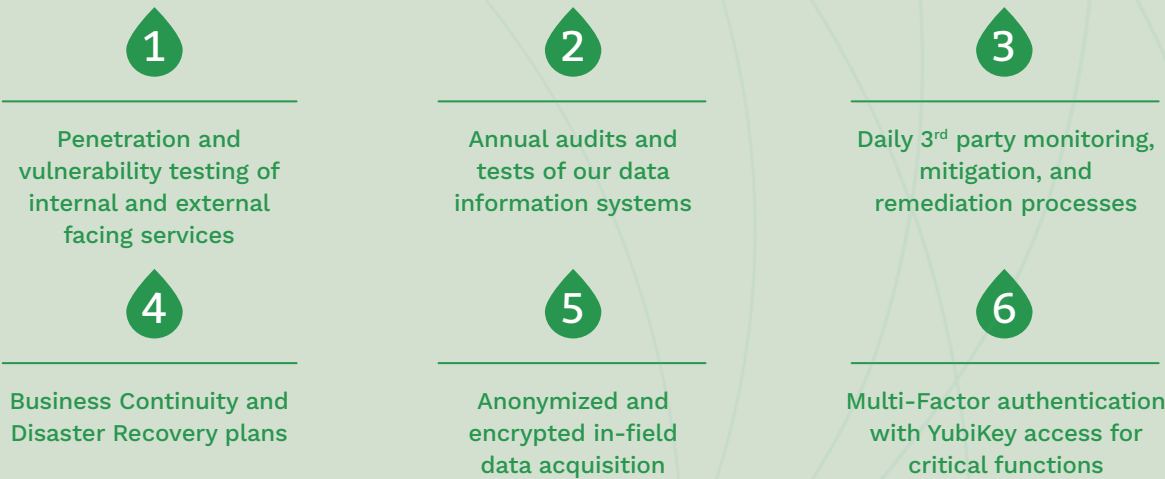 1
Penetration and
vulnerability testing of
internal and external
facing services
2
Annual audits and
tests of our data
information systems
3
Daily 3rd party monitoring,
mitigation, and
remediation processes
4
Business Continuity and
Disaster Recovery plans
5
Anonymized and
encrypted in-field
data acquisition
6
Multi-Factor authentication
with YubiKey access for
critical functions